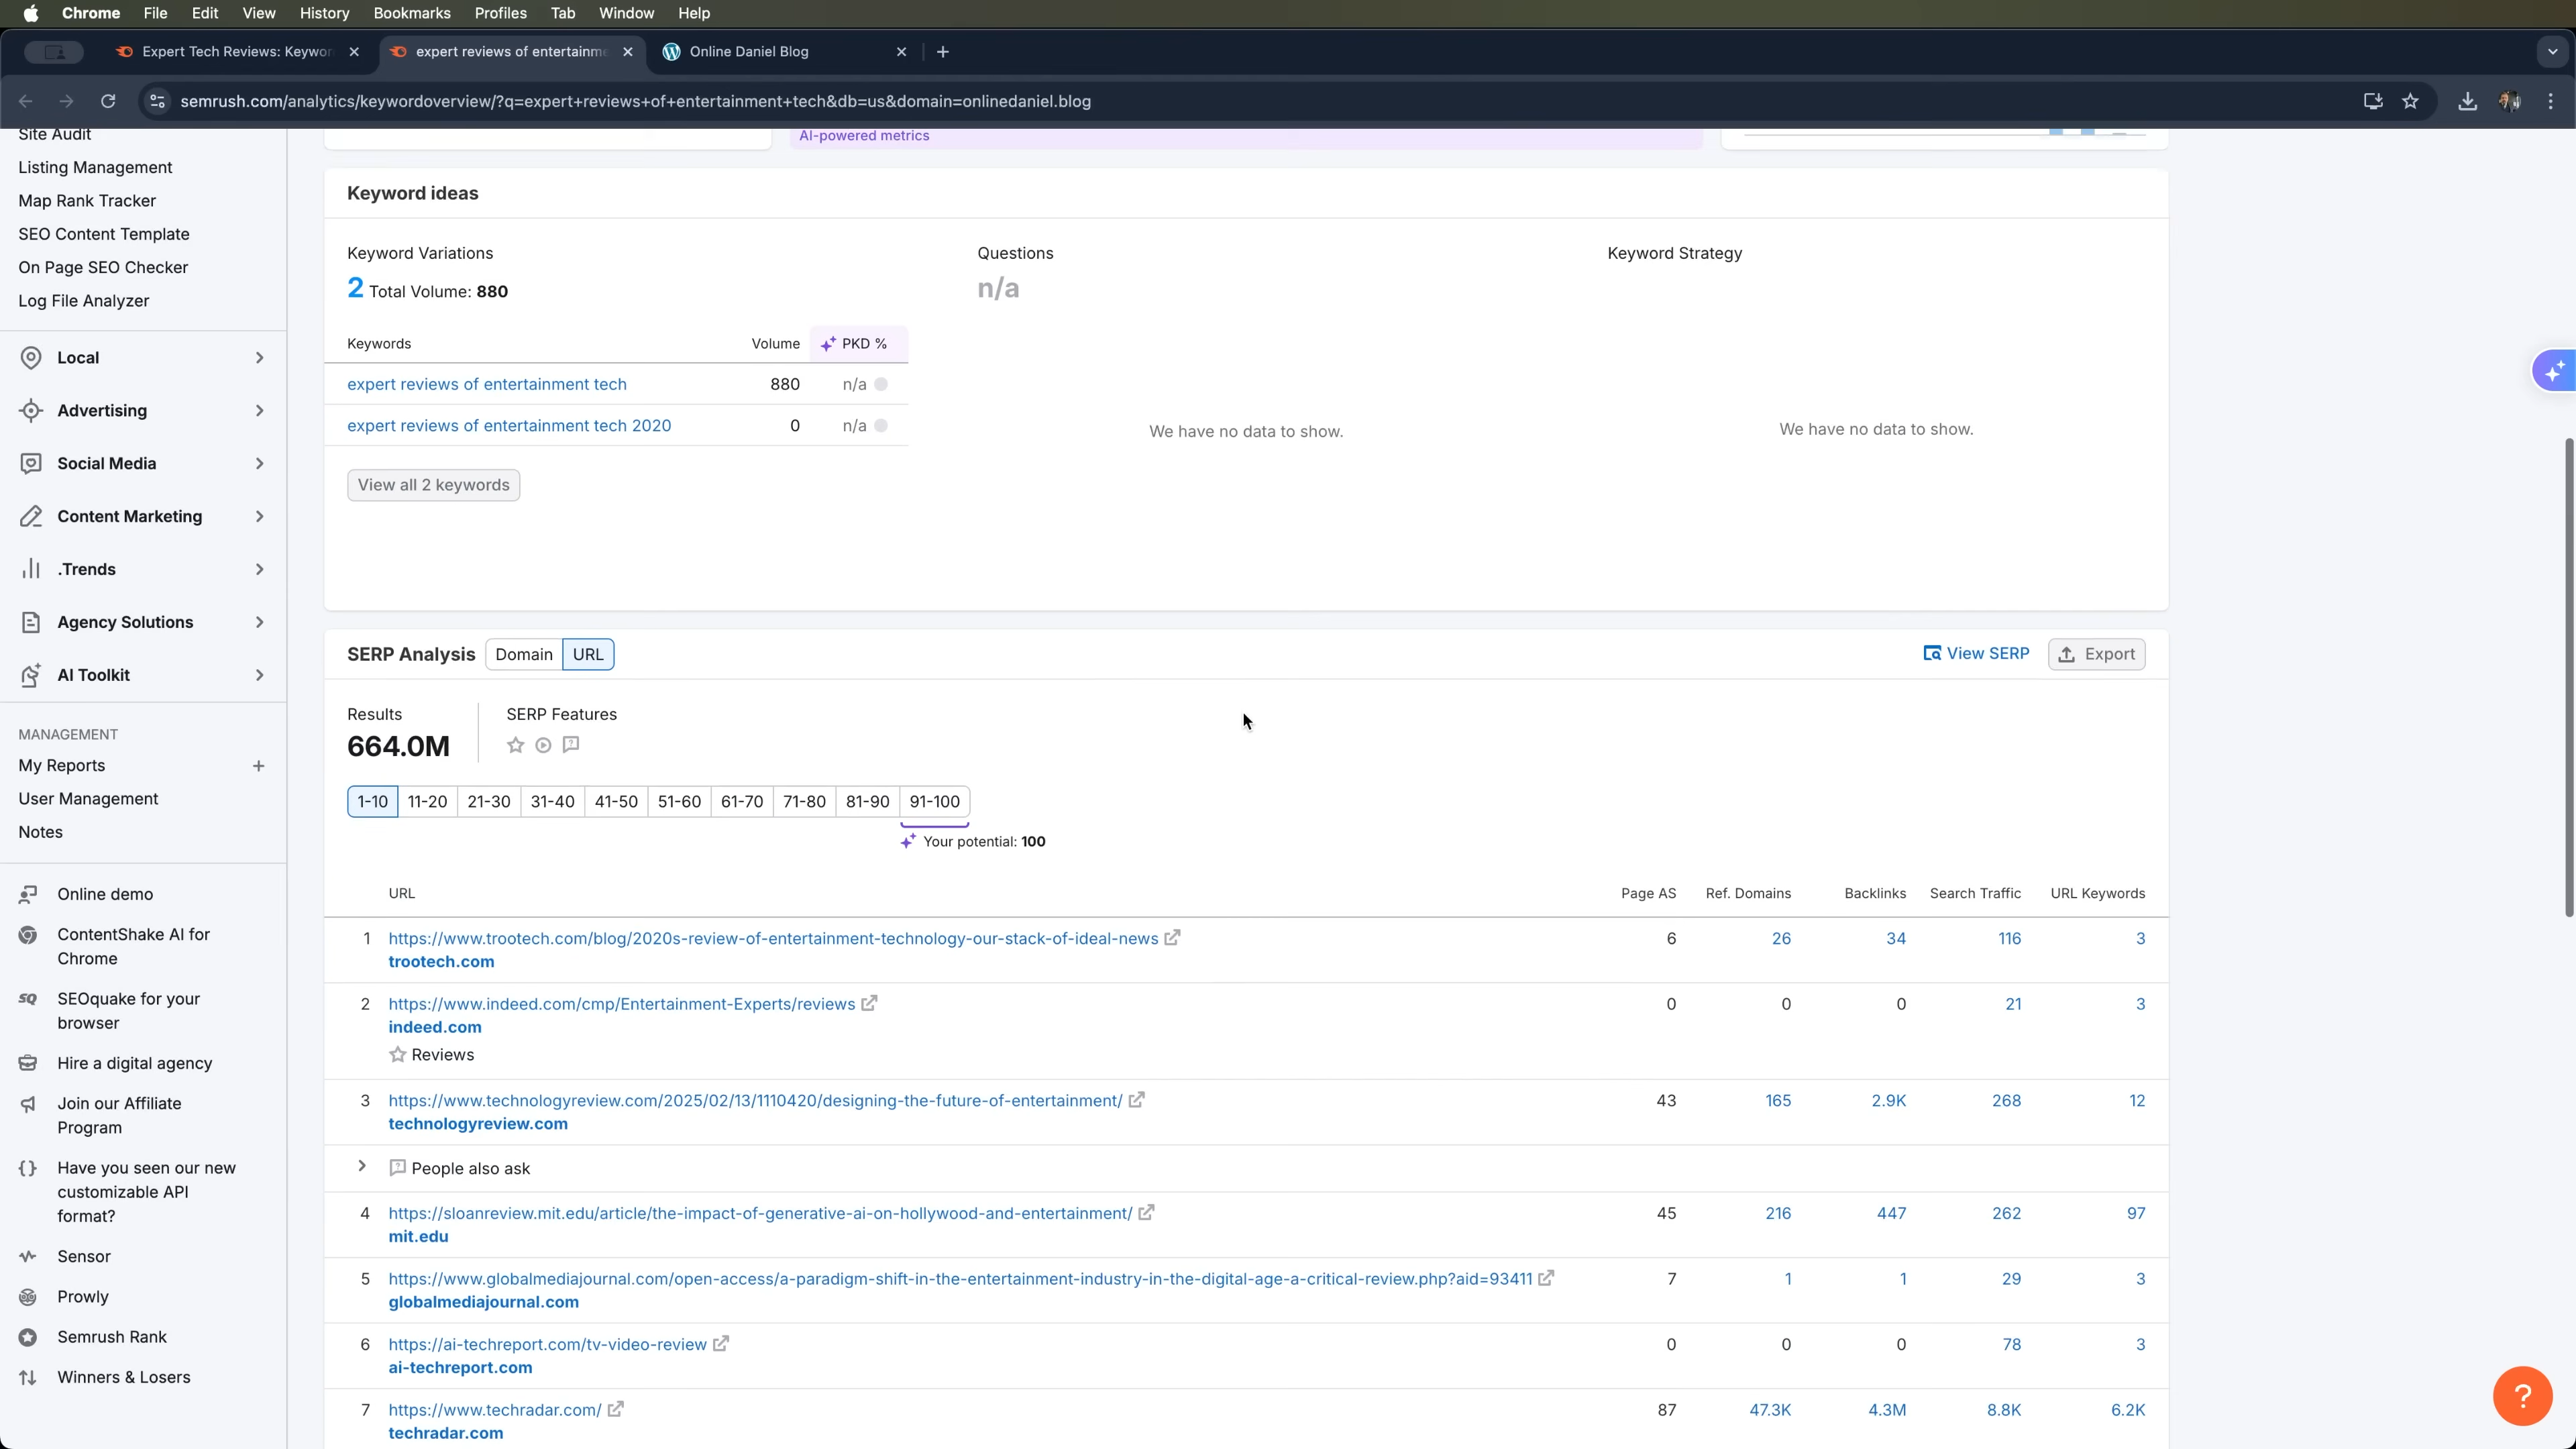 Chrome File Edit View History Bookmarks Profiles Tab Window Help
Expert Tech Reviews: Keywor
expert reviews of entertainme
Online Daniel Blog
semrush.com/analytics/keywordoverview/?q=expert+reviews+of+entertainment+tech&db=us&domain=onlinedaniel.blog
Site Audit
Listing Management
Map Rank Tracker
SEO Content Template
On Page SEO Checker
Log File Analyzer
Local
Advertising
Social Media
Content Marketing
.Trends
Agency Solutions
AI Toolkit
MANAGEMENT
My Reports +
User Management
Notes
Online demo
ContentShake AI for
Chrome
SEOquake for your
browser
Hire a digital agency
Join our Affiliate
Program
Have you seen our new
customizable API
format?
Sensor
Prowly
Semrush Rank
Winners & Losers
AI-powered metrics
Keyword ideas
Keyword Variations
2 Total Volume: 880
Keywords Volume PKD %
expert reviews of entertainment tech 880 n/a
expert reviews of entertainment tech 2020 0 n/a
View all 2 keywords
Questions
n/a
We have no data to show.
Keyword Strategy
We have no data to show.
SERP Analysis Domain URL View SERP Export
Results SERP Features
664.0M
1-10 11-20 21-30 31-40 41-50 51-60 61-70 71-80 81-90 91-100
Your potential: 100
URL Page AS Ref. Domains Backlinks Search Traffic URL Keywords
1 https://www.trootech.com/blog/2020s-review-of-entertainment-technology-our-stack-of-ideal-news 6 26 34 116 3
trootech.com
2 https://www.indeed.com/cmp/Entertainment-Experts/reviews 0 0 0 21 3
indeed.com
Reviews
3 https://www.technologyreview.com/2025/02/13/1110420/designing-the-future-of-entertainment/ 43 165 2.9K 268 12
technologyreview.com
People also ask
4 https://sloanreview.mit.edu/article/the-impact-of-generative-ai-on-hollywood-and-entertainment/ 45 216 447 262 97
mit.edu
5 https://www.globalmediajournal.com/open-access/a-paradigm-shift-in-the-entertainment-industry-in-the-digital-age-a-critical-review.php?aid=93411 7 1 1 29 3
globalmediajournal.com
6 https://ai-techreport.com/tv-video-review 0 0 0 78 3
ai-techreport.com
7 https://www.techradar.com/ 87 47.3K 4.3M 8.8K 6.2K
techradar.com
?